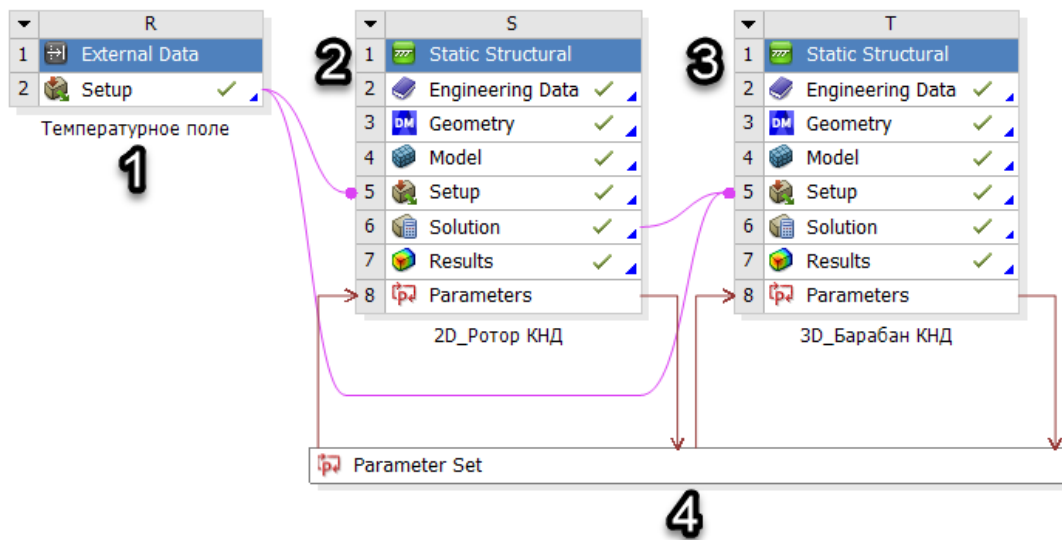 R
1 External Data
2 Setup
Температурное поле
1
2
S
1 Static Structural
2 Engineering Data
3 DM Geometry
4 Model
5 Setup
6 Solution
7 Results
8 Parameters
2D_Ротор КНД
3
T
1 Static Structural
2 Engineering Data
3 DM Geometry
4 Model
5 Setup
6 Solution
7 Results
8 Parameters
3D_Барабан КНД
Parameter Set
4